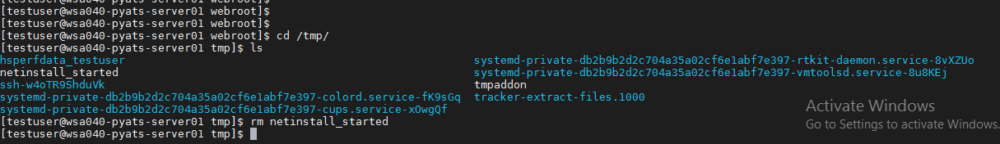 [testuser@wsa040-pyats-server01 webroot]$
[testuser@wsa040-pyats-server01 webroot]$
[testuser@wsa040-pyats-server01 webroot]$
[testuser@wsa040-pyats-server01 webroot]$ cd /tmp/
[testuser@wsa040-pyats-server01 tmp]$ ls
hsperfdata_testuser systemd-private-db2b9b2d2c704a35a02cf6e1abf7e397-rtkit-daemon.service-8vXZUo
netinstall_started systemd-private-db2b9b2d2c704a35a02cf6e1abf7e397-vmtoolsd.service-8u8KEj
ssh-w4oTR9ShduVk tmpaddon
systemd-private-db2b9b2d2c704a35a02cf6e1abf7e397-colord.service-fK9sGq tracker-extract-files.1000
systemd-private-db2b9b2d2c704a35a02cf6e1abf7e397-cups.service-xOwgQf
[testuser@wsa040-pyats-server01 tmp]$ rm netinstall_started
[testuser@wsa040-pyats-server01 tmp]$
Activate Windows
Go to Settings to activate Windows.